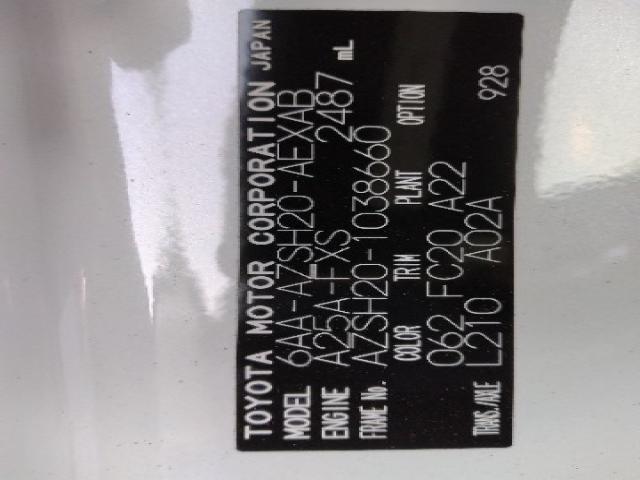 TOYOTA MOTOR CORPORATION JAPAN
MODEL 6AA-AZSH20-AEXAB
ENGINE A25A-FXS 2487 mL
FRAME No. AZSH20-1038660
COLOR TRIM PLANT OPTION
062 FC20 A22
TRANS./AXLE L210 A02A 928